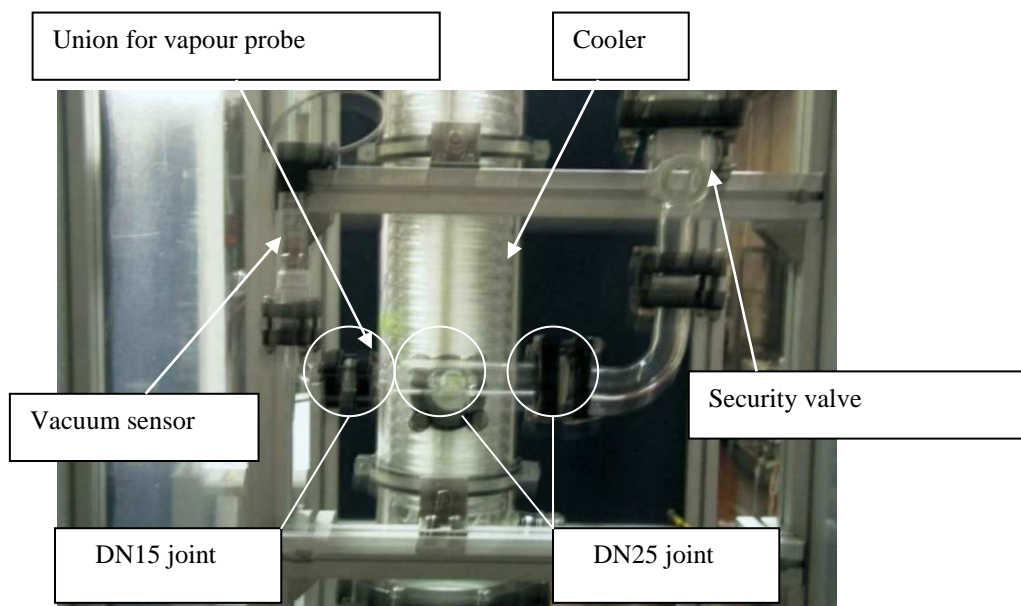 Union for vapour probe
Cooler
Vacuum sensor
Security valve
DN15 joint
DN25 joint